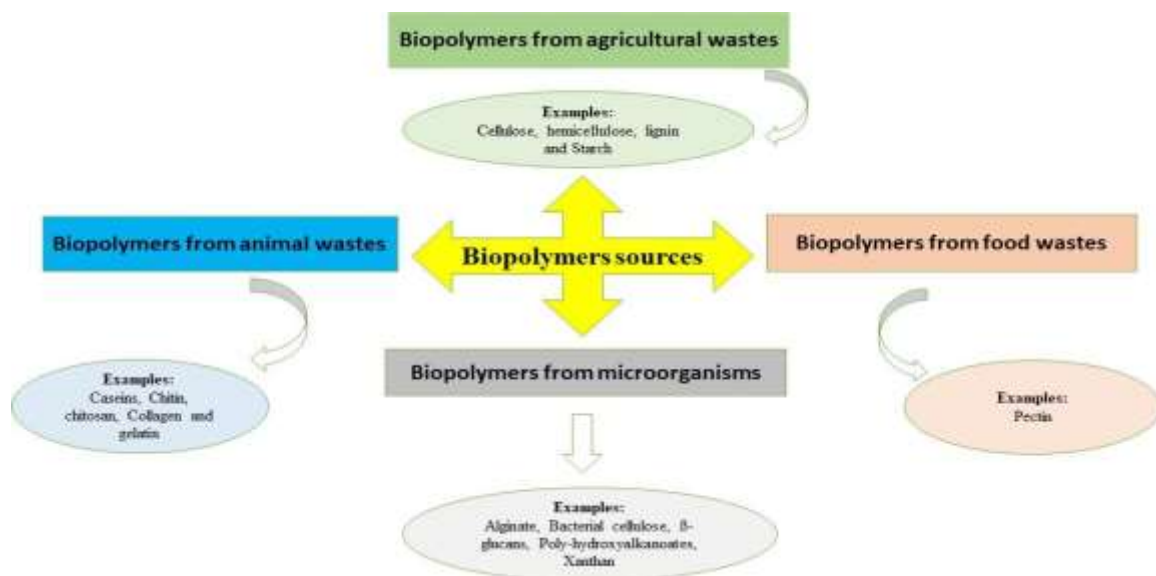 Biopolymers from agricultural wastes
Examples:
Cellulose, hemicellulose, lignin
and Starch
Biopolymers from animal wastes
Biopolymers sources
Biopolymers from food wastes
Examples:
Caseins, Chitin,
chitosan, Collagen and
gelatin
Biopolymers from microorganisms
Examples:
Pectin
Examples:
Alginate, Bacterial cellulose, β-
glucans, Poly-hydroxyalkanoates,
Xanthan